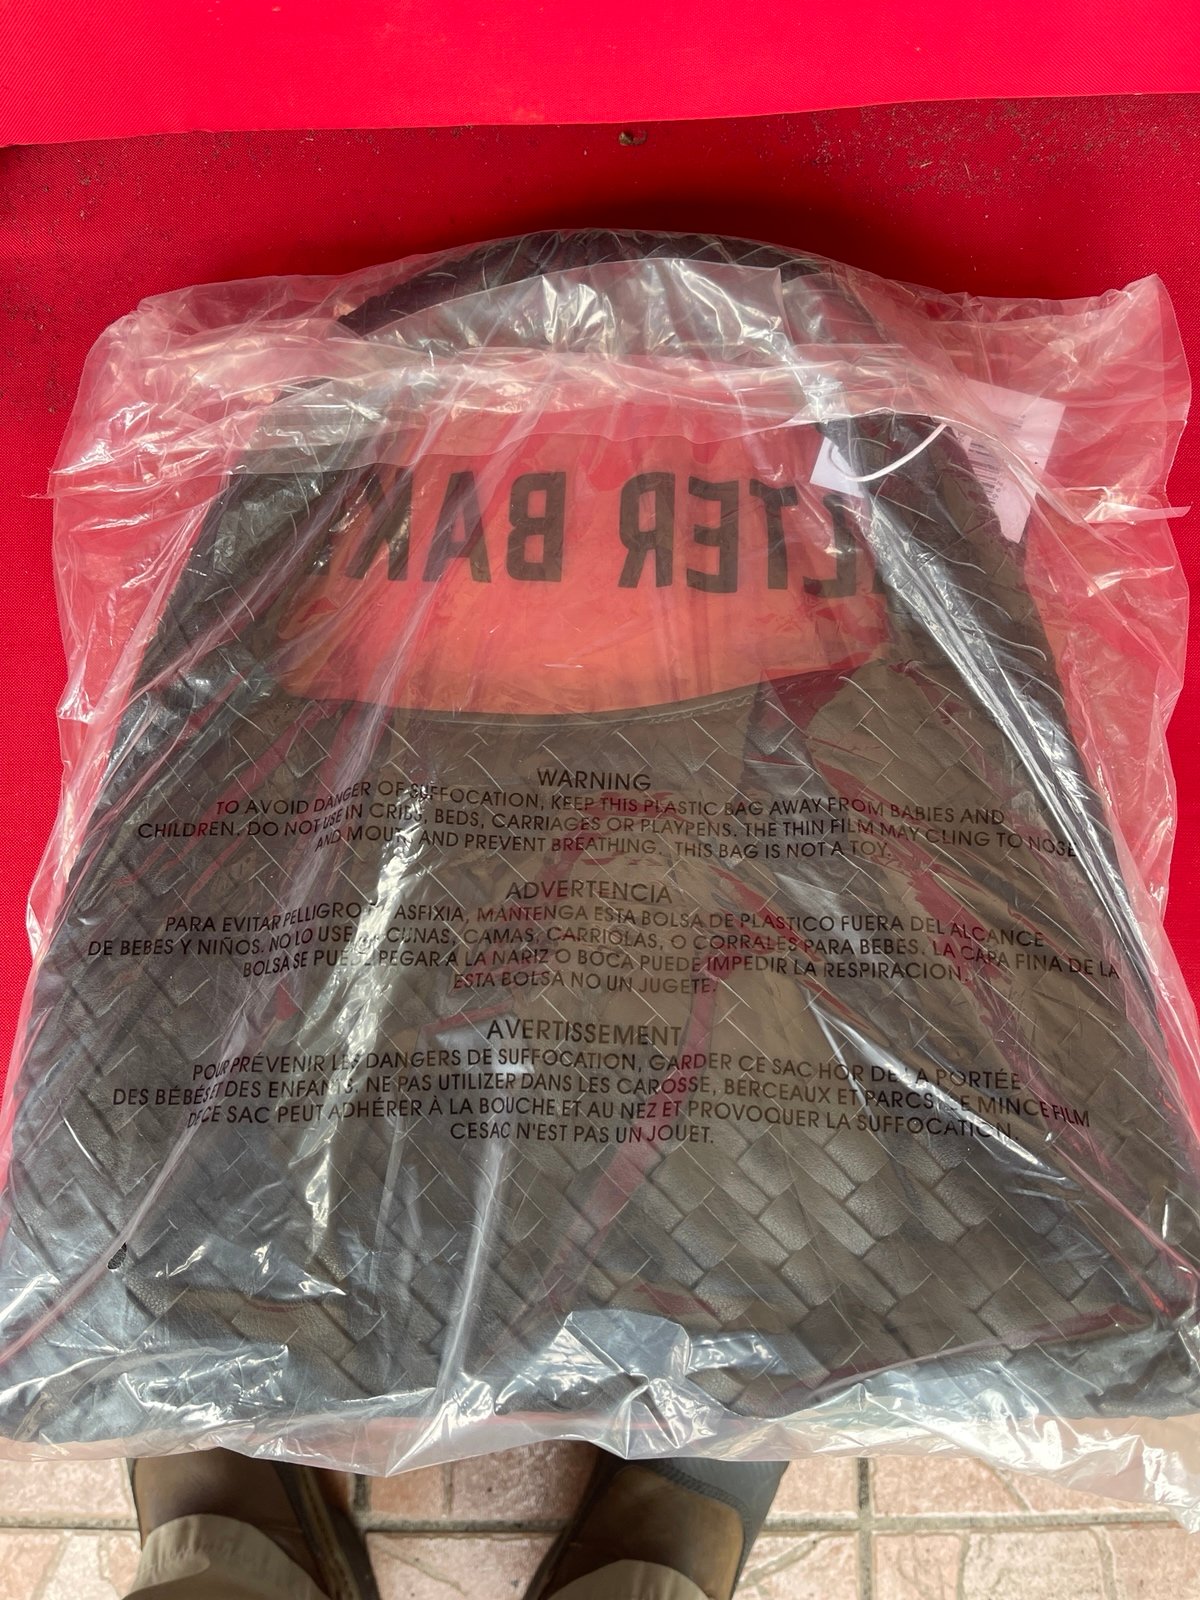 LTER BAK
WARNING
TO AVOID DANGER OF SUFFOCATION, KEEP THIS PLASTIC BAG AWAY FROM BABIES AND
CHILDREN. DO NOT USE IN CRIBS, BEDS, CARRIAGES OR PLAYPENS. THE THIN FILM MAY CLING TO NOSE
AND MOUTH AND PREVENT BREATHING. THIS BAG IS NOT A TOY.
ADVERTENCIA
PARA EVITAR PELLIGRO DE ASFIXIA, MANTENGA ESTA BOLSA DE PLASTICO FUERA DEL ALCANCE
DE BEBES Y NIÑOS. NO LO USE CUNAS, CAMAS, CARRIOLAS, O CORRALES PARA BEBES. LA CAPA FINA DE LA
BOLSA SE PUEDE PEGAR A LA NARIZ O BOCA PUEDE IMPEDIR LA RESPIRACION.
ESTA BOLSA NO UN JUGETE.
AVERTISSEMENT
POUR PRÉVENIR LES DANGERS DE SUFFOCATION, GARDER CE SAC HOR DE LA PORTÉE
DES BÉBÉS ET DES ENFANTS. NE PAS UTILIZER DANS LES CAROSSE, BERCEAUX ET PARCS. CE MINCE FILM
DE CE SAC PEUT ADHÉRER À LA BOUCHE ET AU NEZ ET PROVOQUER LA SUFFOCATION.
CESAC N'EST PAS UN JOUET.